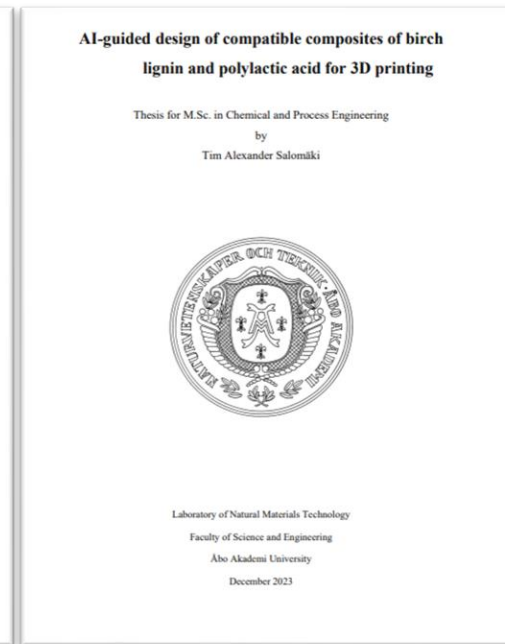 AI-guided design of compatible composites of birch
lignin and polylactic acid for 3D printing
Thesis for M.Sc. in Chemical and Process Engineering
by
Tim Alexander Salomäki
NATURVETENSKAPER OCH TEKNIK · ÅBO AKADEMI
Laboratory of Natural Materials Technology
Faculty of Science and Engineering
Åbo Akademi University
December 2023